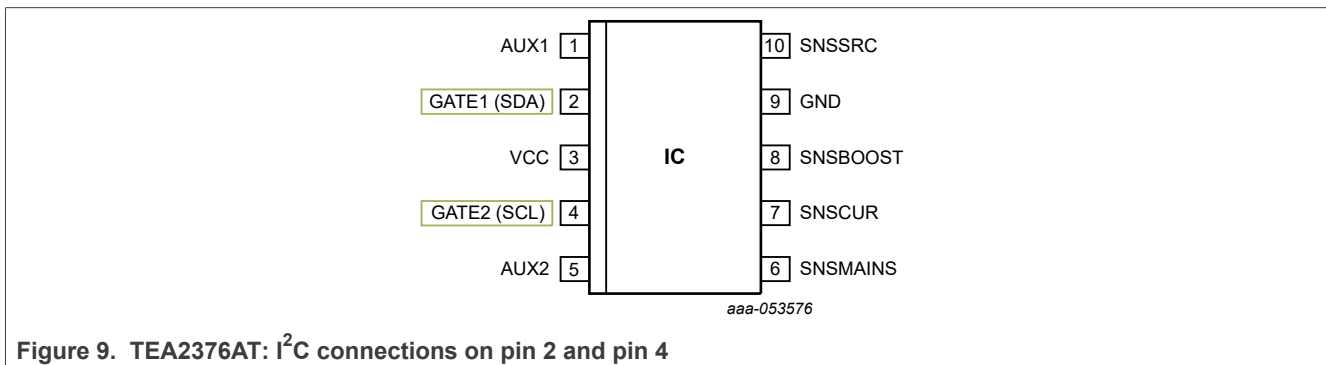 AUX1 1 10 SNSSRC
GATE1 (SDA) 2 9 GND
VCC 3 IC 8 SNSBOOST
GATE2 (SCL) 4 7 SNSCUR
AUX2 5 6 SNSMAINS
aaa-053576
Figure 9. TEA2376AT: I²C connections on pin 2 and pin 4